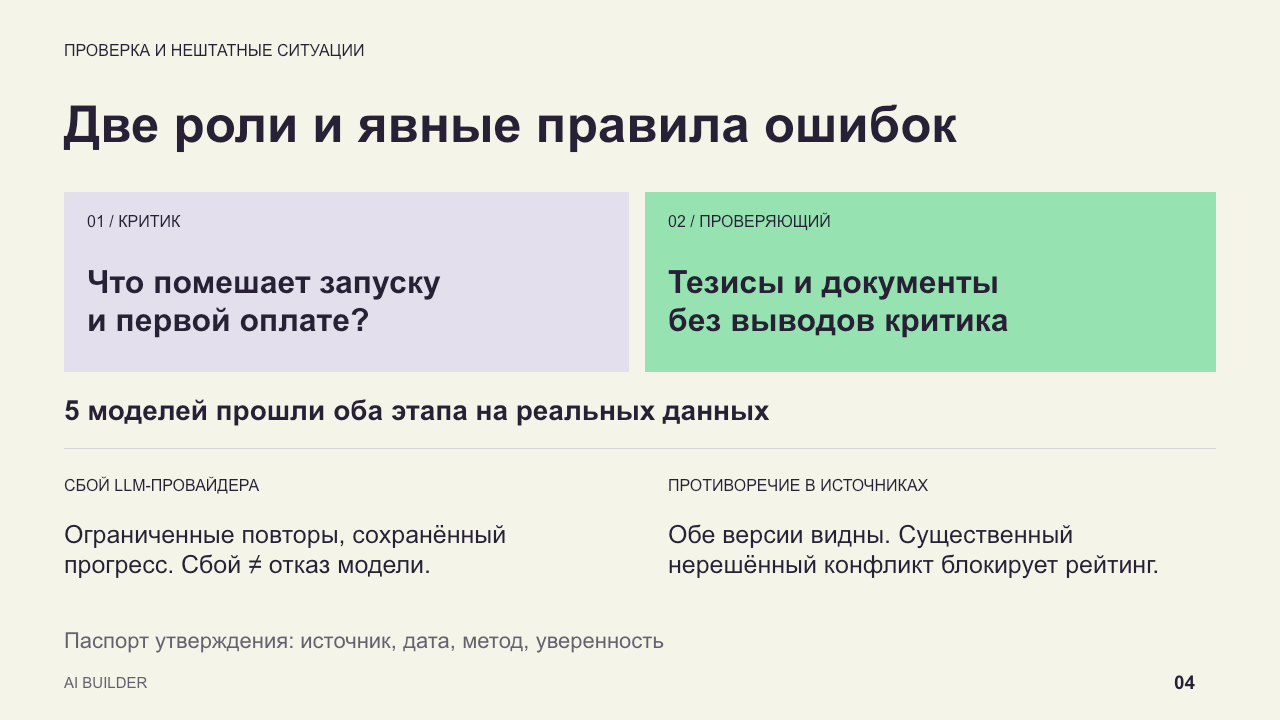 ПРОВЕРКА И НЕШТАТНЫЕ СИТУАЦИИ
Две роли и явные правила ошибок
01 / КРИТИК
Что помешает запуску
и первой оплате?
02 / ПРОВЕРЯЮЩИЙ
Тезисы и документы
без выводов критика
5 моделей прошли оба этапа на реальных данных
СБОЙ LLM-ПРОВАЙДЕРА
Ограниченные повторы, сохранённый
прогресс. Сбой ≠ отказ модели.
ПРОТИВОРЕЧИЕ В ИСТОЧНИКАХ
Обе версии видны. Существенный
нерешённый конфликт блокирует рейтинг.
Паспорт утверждения: источник, дата, метод, уверенность
AI BUILDER
04